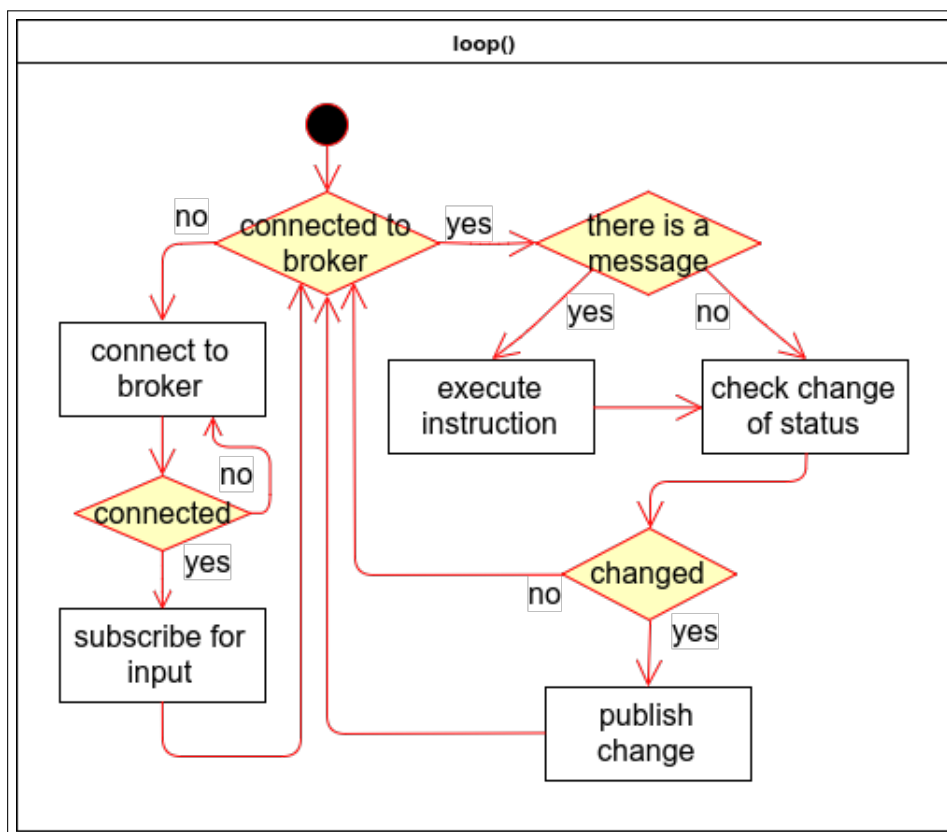 loop()
no
connected to
broker
yes
there is a
message
yes
no
connect to
broker
execute
instruction
check change
of status
no
connected
yes
changed
no
subscribe for
input
yes
publish
change